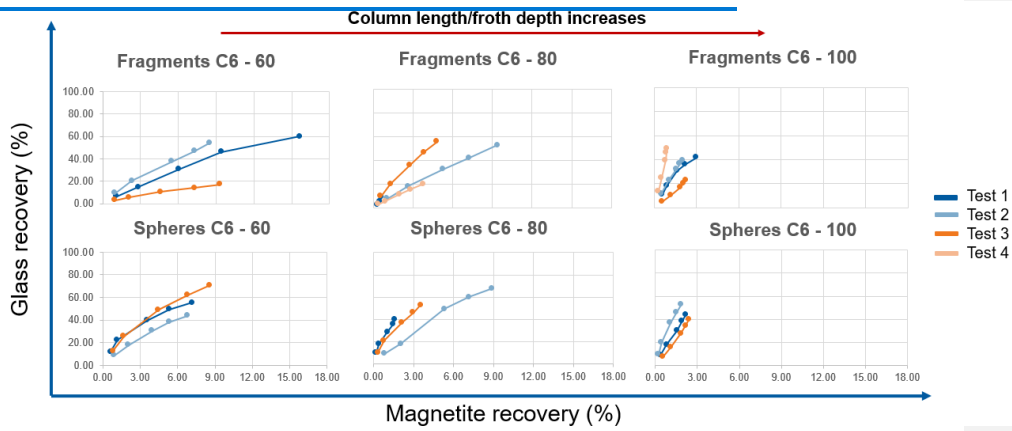 Column length/froth depth increases
Fragments C6 - 60
Fragments C6 - 80
Fragments C6 - 100
100.00
80.00
60.00
40.00
20.00
0.00
Glass recovery (%)
Test 1
Test 2
Test 3
Test 4
Spheres C6 - 60
Spheres C6 - 80
Spheres C6 - 100
100.00
80.00
60.00
40.00
20.00
0.00
0.00 3.00 6.00 9.00 12.00 15.00 18.00
0.00 3.00 6.00 9.00 12.00 15.00 18.00
0.00 3.00 6.00 9.00 12.00 15.00 18.00
Magnetite recovery (%)